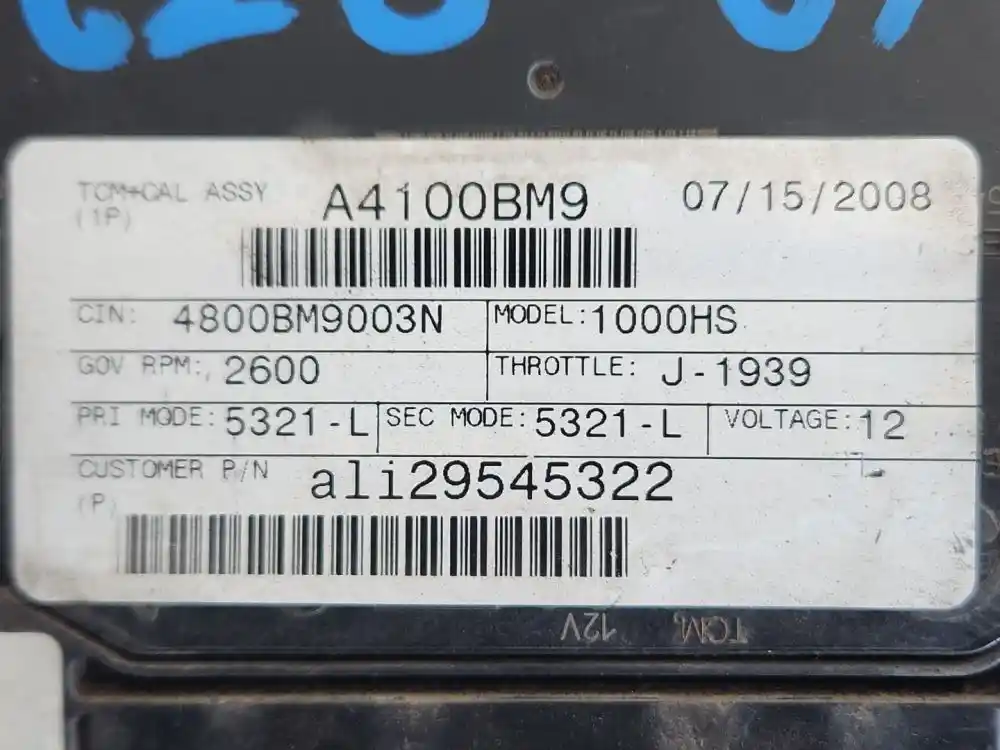 TCM+CAL ASSY A4100BM9 07/15/2008
(1P)
CIN: 4800BM9003N MODEL: 1000HS
GOV RPM: 2600 THROTTLE: J-1939
PRI MODE: 5321-L SEC MODE: 5321-L VOLTAGE: 12
CUSTOMER P/N ali29545322
(P)
TCM 12V